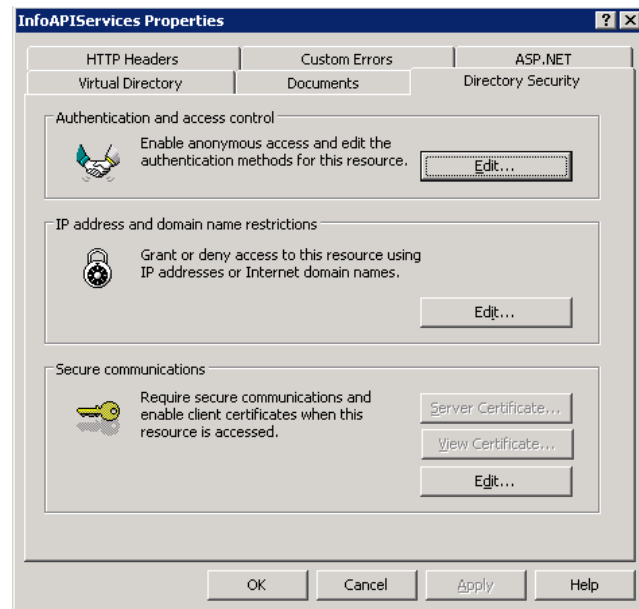 InfoAPIServices Properties
HTTP Headers
Custom Errors
ASP.NET
Virtual Directory
Documents
Directory Security
Authentication and access control
Enable anonymous access and edit the
authentication methods for this resource.
Edit...
IP address and domain name restrictions
Grant or deny access to this resource using
IP addresses or Internet domain names.
Edit...
Secure communications
Require secure communications and
enable client certificates when this
resource is accessed.
Server Certificate...
View Certificate...
Edit...
OK
Cancel
Apply
Help